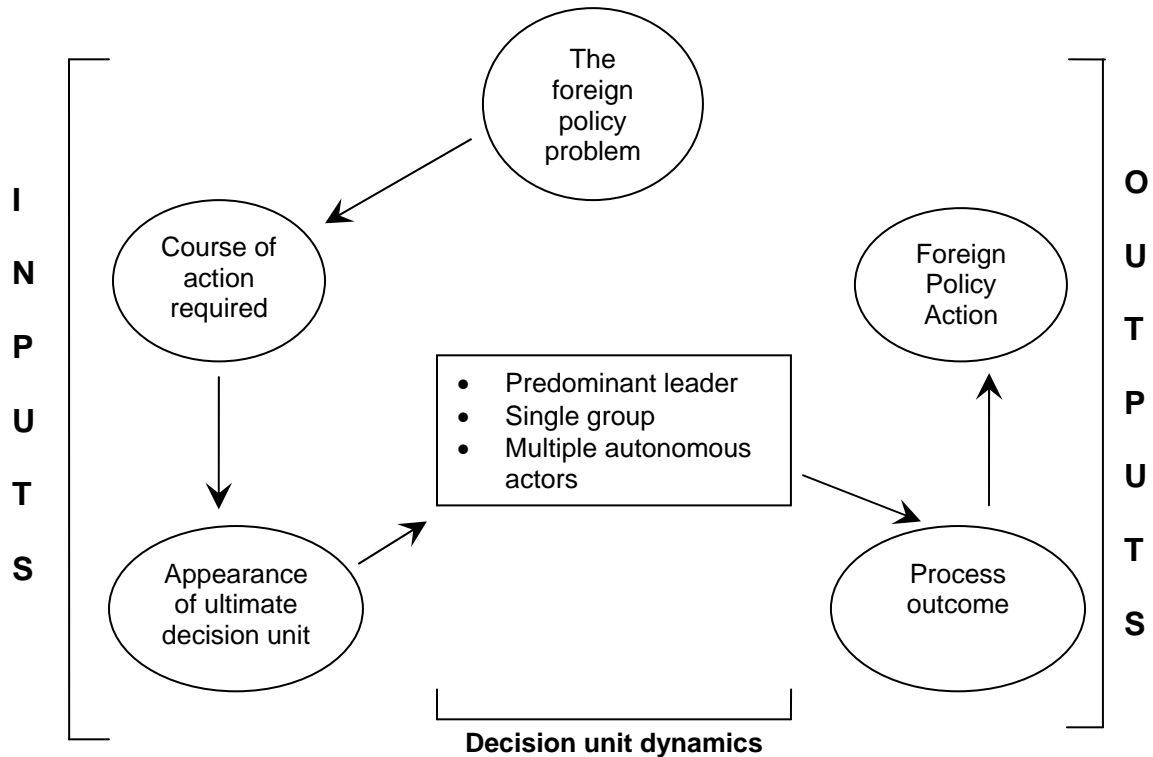 The
foreign
policy
problem
I
N
P
U
T
S
Course of
action
required
Appearance
of ultimate
decision unit
• Predominant leader
• Single group
• Multiple autonomous
actors
Decision unit dynamics
Process
outcome
Foreign
Policy
Action
O
U
T
P
U
T
S